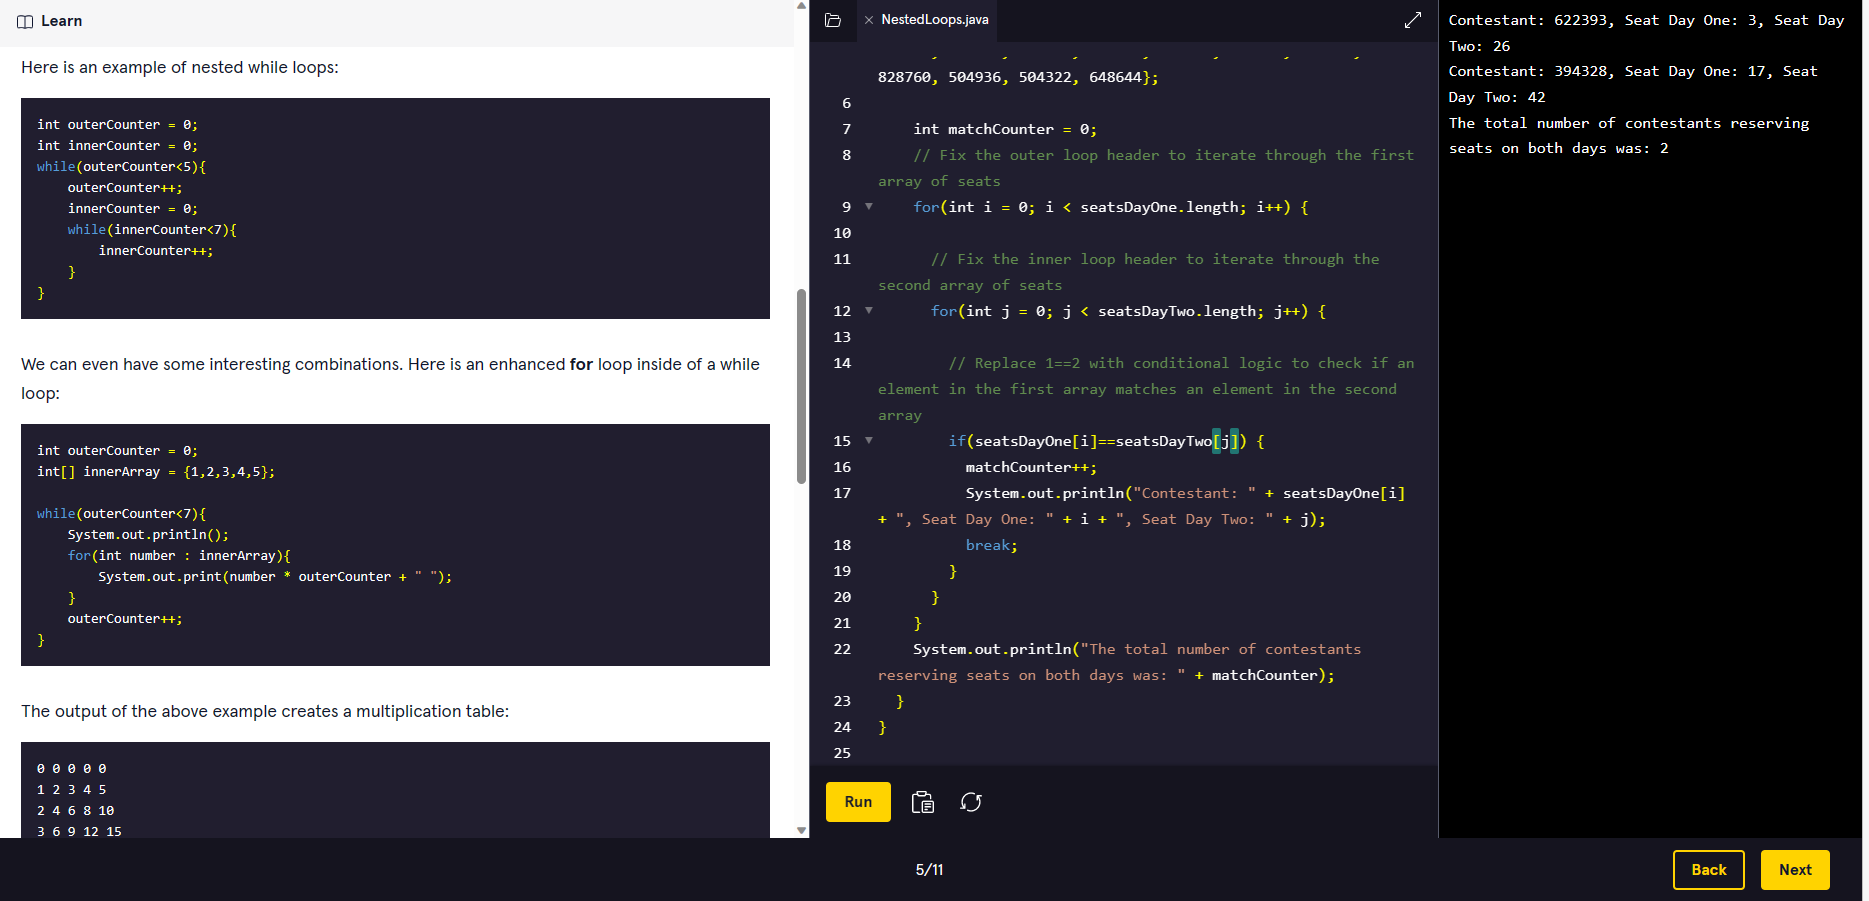 Learn
Here is an example of nested while loops:
int outerCounter = 0;
int innerCounter = 0;
while(outerCounter<5){
    outerCounter++;
    innerCounter = 0;
    while(innerCounter<7){
        innerCounter++;
    }
}
We can even have some interesting combinations. Here is an enhanced for loop inside of a while
loop:
int outerCounter = 0;
int[] innerArray = {1,2,3,4,5};
while(outerCounter<7){
    System.out.println();
    for(int number : innerArray){
        System.out.print(number * outerCounter + " ");
    }
    outerCounter++;
}
The output of the above example creates a multiplication table:
0 0 0 0 0
1 2 3 4 5
2 4 6 8 10
3 6 9 12 15
NestedLoops.java
828760, 504936, 504322, 648644};
6
7 int matchCounter = 0;
8 // Fix the outer loop header to iterate through the first
array of seats
9 for(int i = 0; i < seatsDayOne.length; i++) {
10
11 // Fix the inner loop header to iterate through the
second array of seats
12 for(int j = 0; j < seatsDayTwo.length; j++) {
13
14 // Replace 1==2 with conditional logic to check if an
element in the first array matches an element in the second
array
15 if(seatsDayOne[i]==seatsDayTwo[j]) {
16 matchCounter++;
17 System.out.println("Contestant: " + seatsDayOne[i]
+ ", Seat Day One: " + i + ", Seat Day Two: " + j);
18 break;
19 }
20 }
21 }
22 System.out.println("The total number of contestants
reserving seats on both days was: " + matchCounter);
23 }
24 }
25
Run
Contestant: 622393, Seat Day One: 3, Seat Day
Two: 26
Contestant: 394328, Seat Day One: 17, Seat
Day Two: 42
The total number of contestants reserving
seats on both days was: 2
5/11
Back
Next